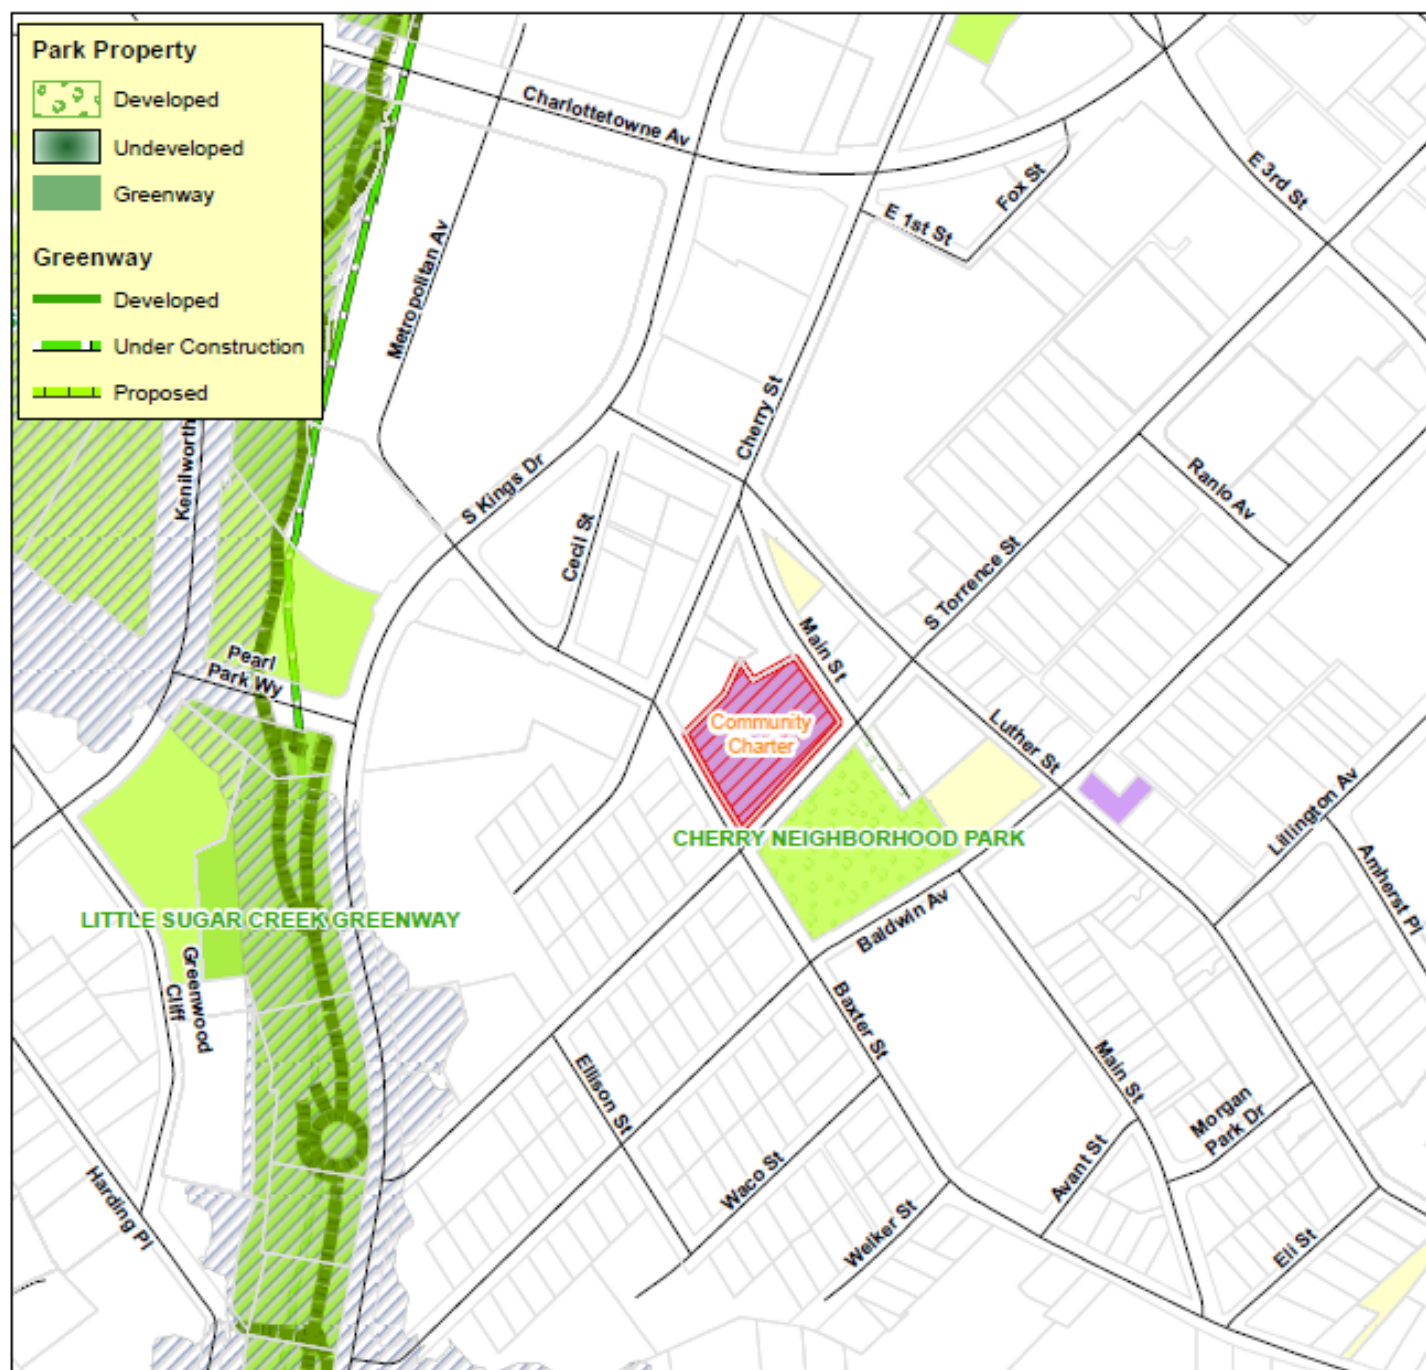 Park Property
Developed
Undeveloped
Greenway
Greenway
Developed
Under Construction
Proposed
Charlottetowne Av
Fox St
E 1st St
E 3rd St
Metropolitan Av
Cherry St
Kenilworth
S Kings Dr
Cecil St
Ranlo Av
S Torrence St
Main St
Pearl
Park Wy
Community
Charter
Luther St
Lillington Av
CHERRY NEIGHBORHOOD PARK
Amherst Pl
LITTLE SUGAR CREEK GREENWAY
Baldwin Av
Greenwood
Cliff
Baxter St
Ellison St
Main St
Morgan
Park Dr
Avant St
Waco St
Harding Pl
Welker St
Eli St